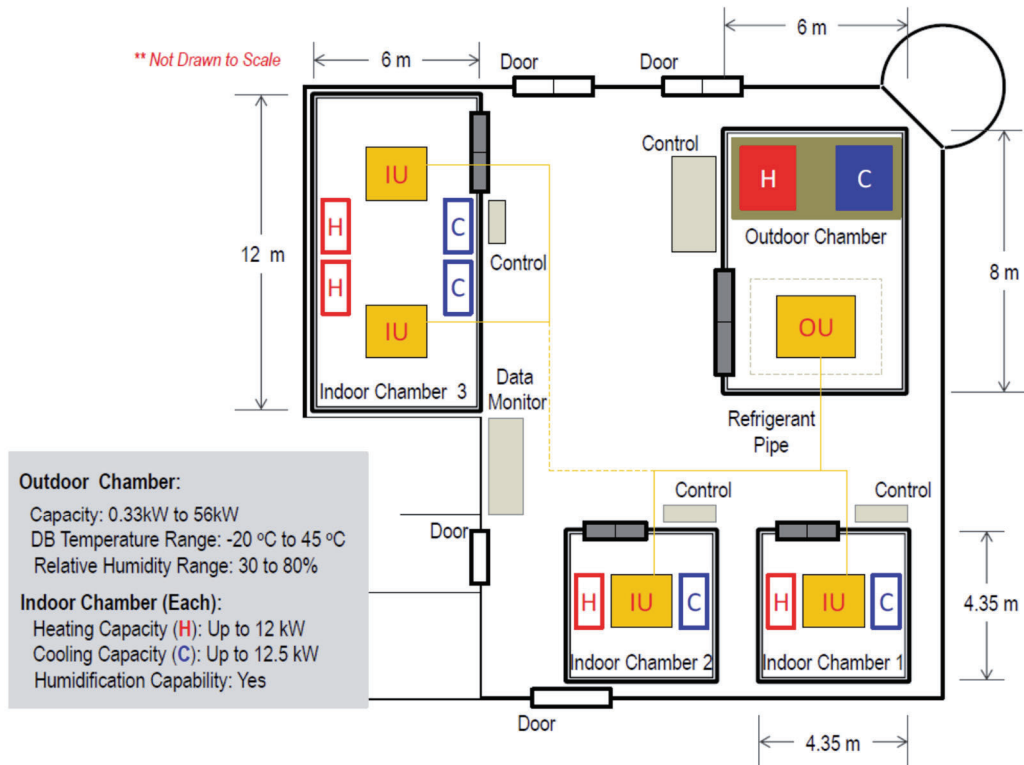 ** Not Drawn to Scale
6 m
Door
Door
6 m
12 m
IU
H
C
H
C
IU
Indoor Chamber 3
Control
Control
H
C
Outdoor Chamber
OU
8 m
Data
Monitor
Refrigerant
Pipe
Outdoor Chamber:
Capacity: 0.33kW to 56kW
DB Temperature Range: -20 ºC to 45 ºC
Relative Humidity Range: 30 to 80%
Indoor Chamber (Each):
Heating Capacity (H): Up to 12 kW
Cooling Capacity (C): Up to 12.5 kW
Humidification Capability: Yes
Door
Control
Control
H
IU
C
Indoor Chamber 2
H
IU
C
Indoor Chamber 1
4.35 m
Door
4.35 m